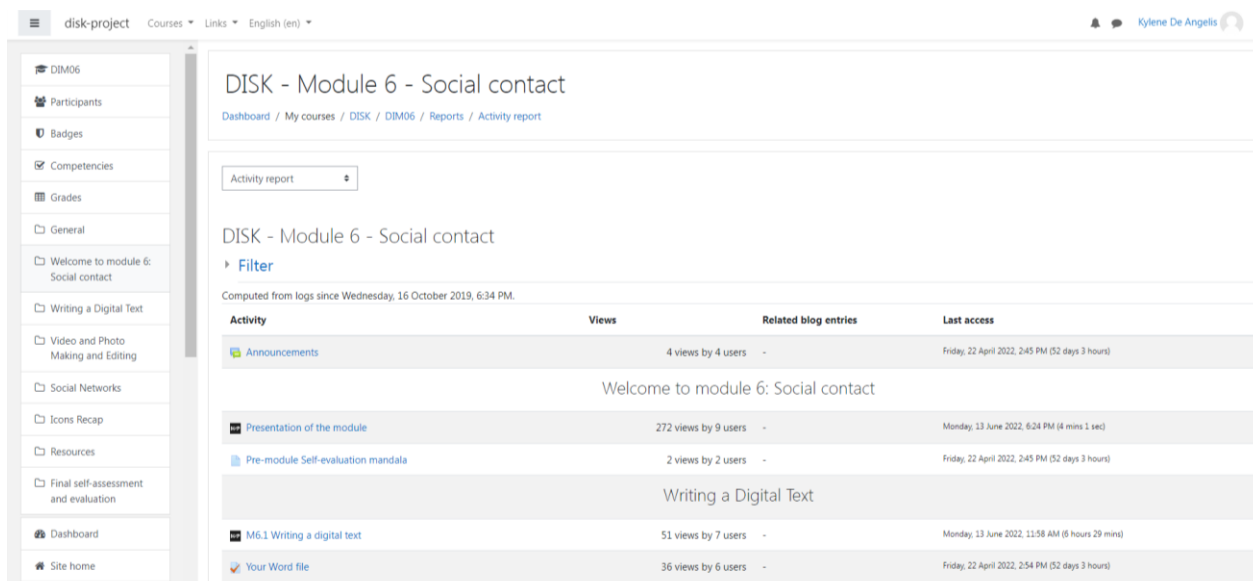 disk-project Courses Links English (en) Kylene De Angelis
DIM06
Participants
Badges
Competencies
Grades
General
Welcome to module 6:
Social contact
Writing a Digital Text
Video and Photo
Making and Editing
Social Networks
Icons Recap
Resources
Final self-assessment
and evaluation
Dashboard
Site home
DISK - Module 6 - Social contact
Dashboard / My courses / DISK / DIM06 / Reports / Activity report
Activity report
DISK - Module 6 - Social contact
Filter
Computed from logs since Wednesday, 16 October 2019, 6:34 PM.
Activity Views Related blog entries Last access
Announcements 4 views by 4 users - Friday, 22 April 2022, 2:45 PM (52 days 3 hours)
Welcome to module 6: Social contact
Presentation of the module 272 views by 9 users - Monday, 13 June 2022, 6:24 PM (4 mins 1 sec)
Pre-module Self-evaluation mandala 2 views by 2 users - Friday, 22 April 2022, 2:45 PM (52 days 3 hours)
Writing a Digital Text
M6.1 Writing a digital text 51 views by 7 users - Monday, 13 June 2022, 11:58 AM (6 hours 29 mins)
Your Word file 36 views by 6 users - Friday, 22 April 2022, 2:54 PM (52 days 3 hours)